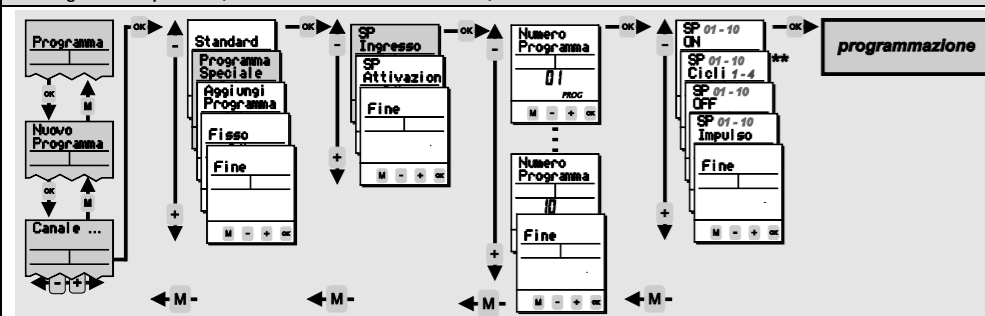 Programma
OK
M
Nuovo
Programma
OK
M
Canale ...
-
+
OK
-
+
Standard
Programma
Speciale
Aggiungi
Programma
Fisso
Fine
M - + OK
M -
OK
-
+
SP
Ingresso
SP
Attivazion
Fine
M - + OK
M -
OK
-
+
Numero
Programma
01
PROG
M - + OK
Numero
Programma
10
Fine
M - + OK
M -
OK
-
+
SP 01 - 10
ON
SP 01 - 10
Cicli 1 - 4
**
SP 01 - 10
OFF
SP 01 - 10
Impulso
Fine
M - + OK
M -
OK
programmazione